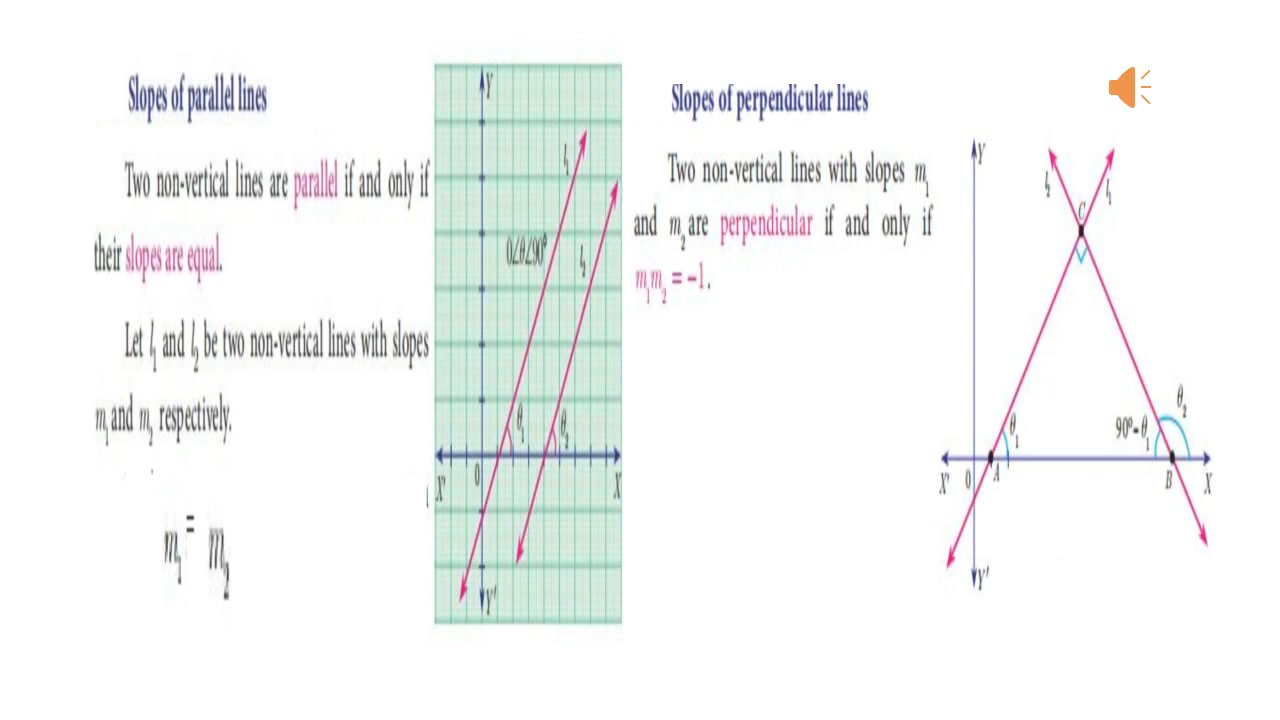 Slopes of parallel lines
Two non-vertical lines are parallel if and only if
their slopes are equal.
Let l₁ and l₂ be two non-vertical lines with slopes
m₁ and m₂ respectively.
m₁ = m₂
Y
l₁
0∠θ∠90⁰
l₂
θ₁
θ₂
X'
0
X
Y'
Slopes of perpendicular lines
Two non-vertical lines with slopes m₁
and m₂ are perpendicular if and only if
m₁m₂ = −1.
Y
l₂
l₁
C
θ₁
90⁰−θ₁
θ₂
X'
0
A
B
X
Y'